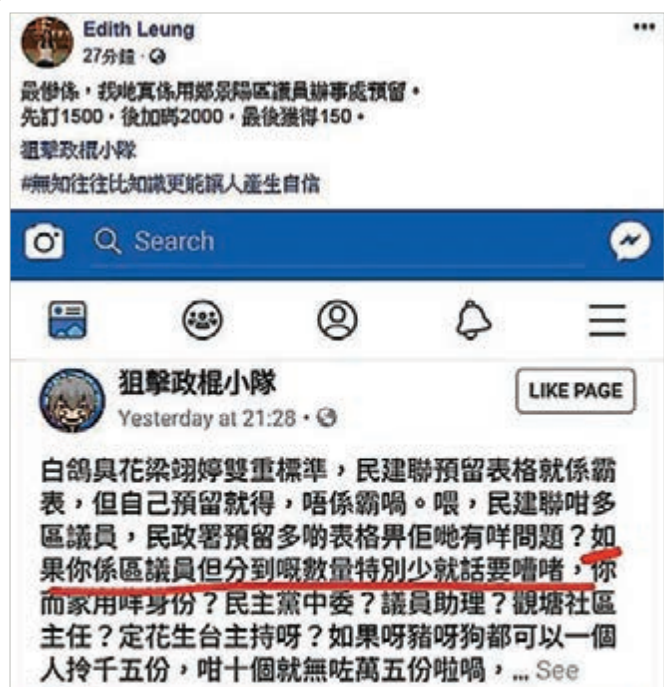 Edith Leung
27分鐘
最慘係,我哋真係用鄭景陽區議員辦事處預留。
先訂1500,後加碼2000,最後獲得150。
狙擊政棍小隊
#無知往往比知識更能讓人產生自信
Search
狙擊政棍小隊
LIKE PAGE
Yesterday at 21:28
白鴿臭花梁翊婷雙重標準,民建聯預留表格就係霸
表,但自己預留就得,唔係霸喎。喂,民建聯咁多
區議員,民政署預留多啲表格畀佢哋有咩問題?如
果你係區議員但分到嘅數量特別少就話要嘈啫,你
而家用咩身份?民主黨中委?議員助理?觀塘社區
主任?定花生台主持呀?如果呀豬呀狗都可以一個
人拎千五份,咁十個就無咗萬五份啦喎,... See